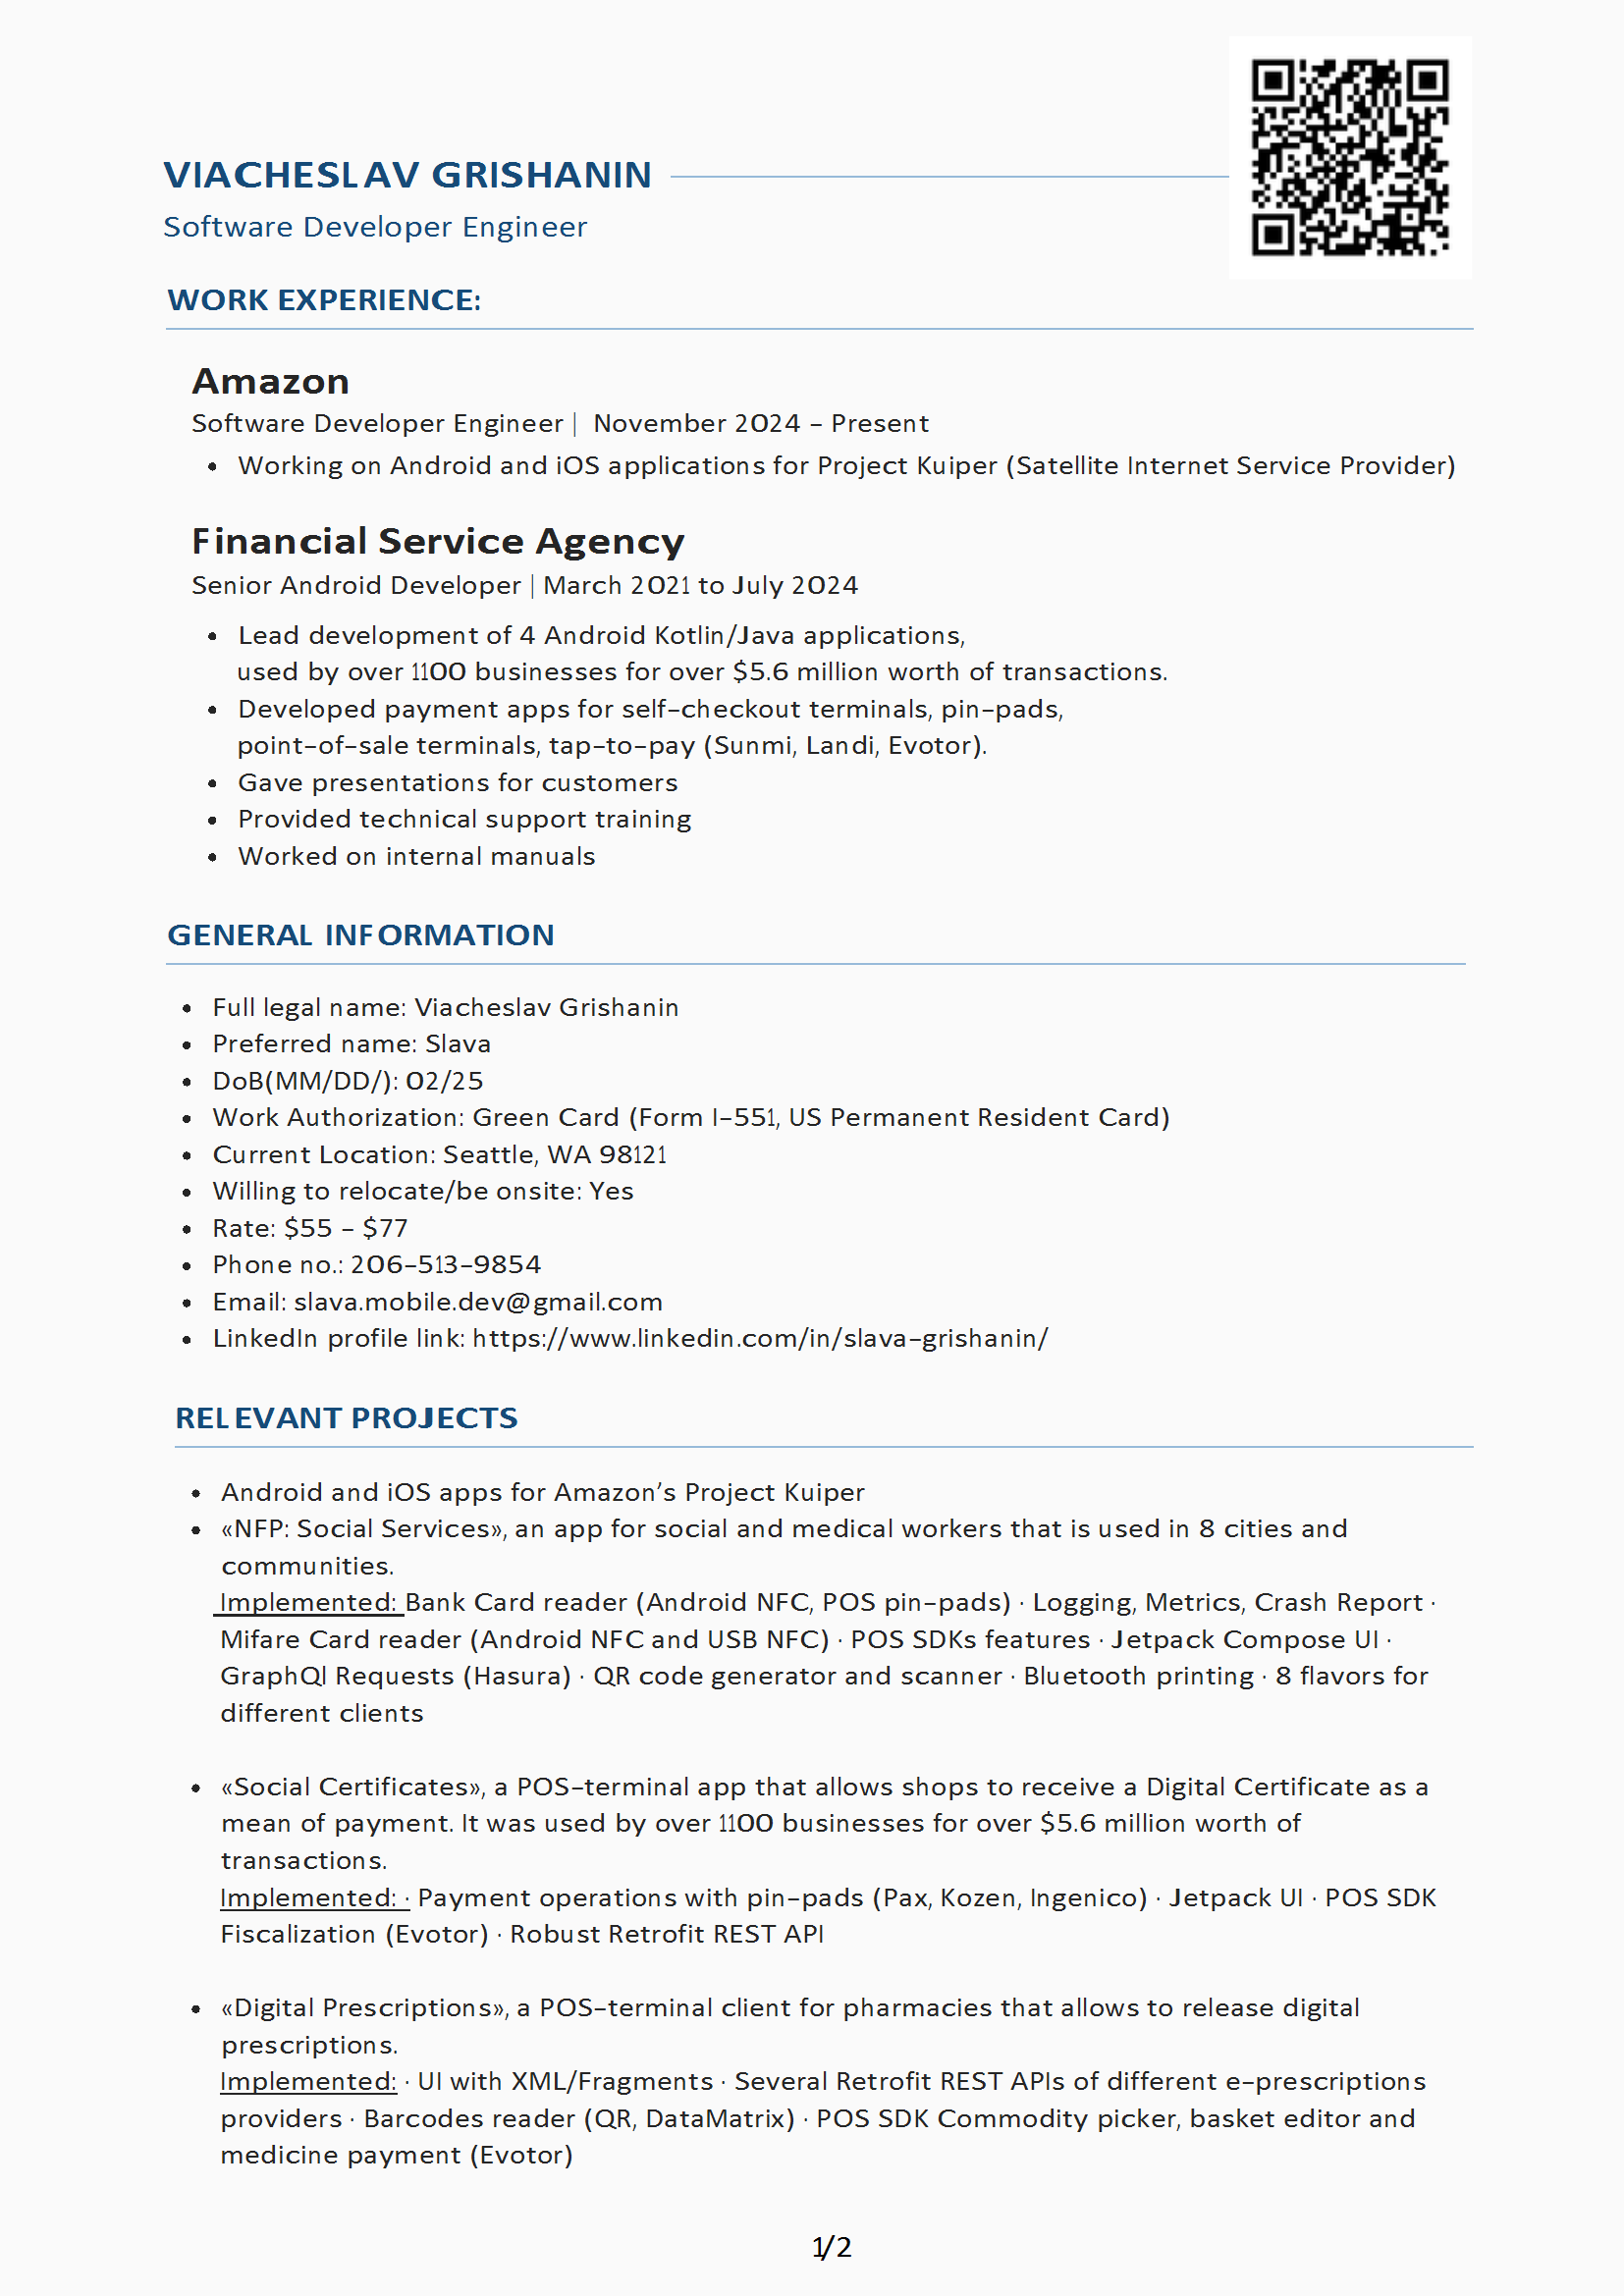 VIACHESLAV GRISHANIN
Software Developer Engineer
WORK EXPERIENCE:
Amazon
Software Developer Engineer | November 2024 – Present
• Working on Android and iOS applications for Project Kuiper (Satellite Internet Service Provider)
Financial Service Agency
Senior Android Developer | March 2021 to July 2024
• Lead development of 4 Android Kotlin/Java applications,
used by over 1100 businesses for over $5.6 million worth of transactions.
• Developed payment apps for self-checkout terminals, pin-pads,
point-of-sale terminals, tap-to-pay (Sunmi, Landi, Evotor).
• Gave presentations for customers
• Provided technical support training
• Worked on internal manuals
GENERAL INFORMATION
• Full legal name: Viacheslav Grishanin
• Preferred name: Slava
• DoB(MM/DD/): 02/25
• Work Authorization: Green Card (Form I-551, US Permanent Resident Card)
• Current Location: Seattle, WA 98121
• Willing to relocate/be onsite: Yes
• Rate: $55 – $77
• Phone no.: 206-513-9854
• Email: slava.mobile.dev@gmail.com
• LinkedIn profile link: https://www.linkedin.com/in/slava-grishanin/
RELEVANT PROJECTS
• Android and iOS apps for Amazon’s Project Kuiper
• «NFP: Social Services», an app for social and medical workers that is used in 8 cities and
communities.
Implemented: Bank Card reader (Android NFC, POS pin-pads) · Logging, Metrics, Crash Report ·
Mifare Card reader (Android NFC and USB NFC) · POS SDKs features · Jetpack Compose UI ·
GraphQl Requests (Hasura) · QR code generator and scanner · Bluetooth printing · 8 flavors for
different clients
• «Social Certificates», a POS-terminal app that allows shops to receive a Digital Certificate as a
mean of payment. It was used by over 1100 businesses for over $5.6 million worth of
transactions.
Implemented: · Payment operations with pin-pads (Pax, Kozen, Ingenico) · Jetpack UI · POS SDK
Fiscalization (Evotor) · Robust Retrofit REST API
• «Digital Prescriptions», a POS-terminal client for pharmacies that allows to release digital
prescriptions.
Implemented: · UI with XML/Fragments · Several Retrofit REST APIs of different e-prescriptions
providers · Barcodes reader (QR, DataMatrix) · POS SDK Commodity picker, basket editor and
medicine payment (Evotor)
1/2